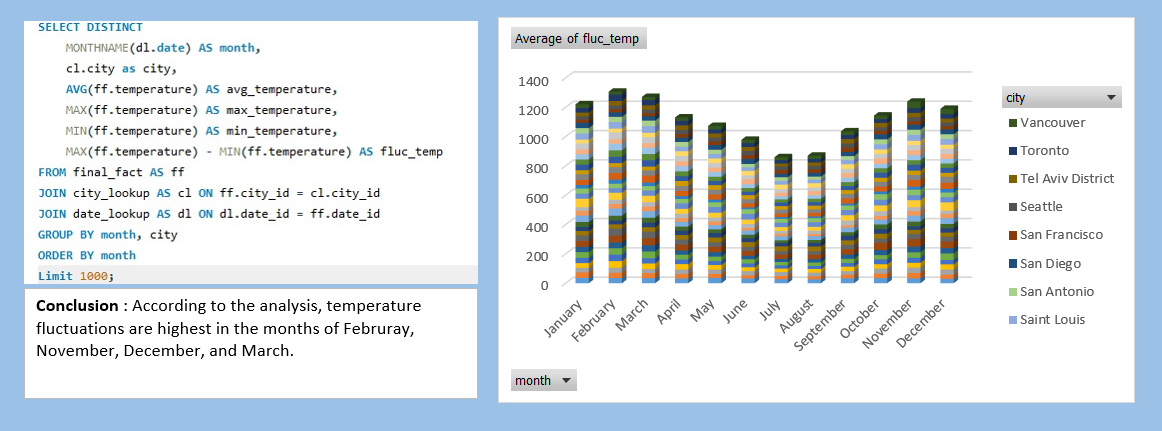 SELECT DISTINCT
MONTHNAME(dl.date) AS month,
cl.city as city,
AVG(ff.temperature) AS avg_temperature,
MAX(ff.temperature) AS max_temperature,
MIN(ff.temperature) AS min_temperature,
MAX(ff.temperature) - MIN(ff.temperature) AS fluc_temp
FROM final_fact AS ff
JOIN city_lookup AS cl ON ff.city_id = cl.city_id
JOIN date_lookup AS dl ON dl.date_id = ff.date_id
GROUP BY month, city
ORDER BY month
Limit 1000;
Conclusion : According to the analysis, temperature
fluctuations are highest in the months of Februray,
November, December, and March.
Average of fluc_temp
1400
1200
1000
800
600
400
200
0
January
February
March
April
May
June
July
August
September
October
November
December
month
city
Vancouver
Toronto
Tel Aviv District
Seattle
San Francisco
San Diego
San Antonio
Saint Louis